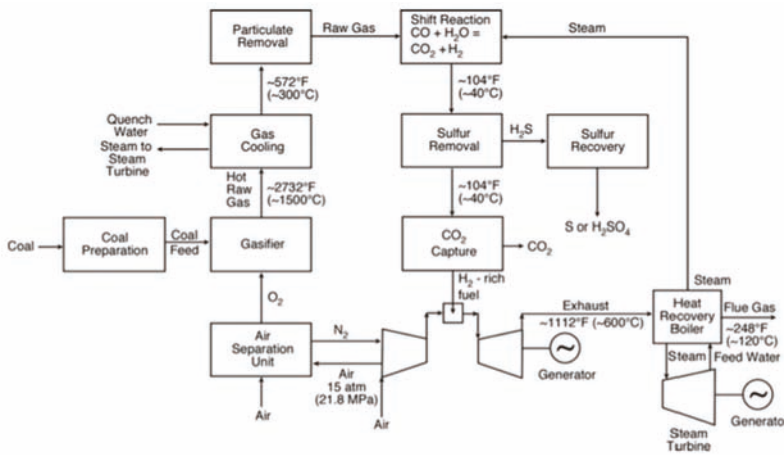 Particulate
Removal
Raw Gas
Shift Reaction
CO + H₂O =
CO₂ + H₂
Steam
~572°F
(~300°C)
~104°F
(~40°C)
Quench
Water
Steam to
Steam
Turbine
Gas
Cooling
Sulfur
Removal
H₂S
Sulfur
Recovery
Hot
Raw
Gas
~2732°F
(~1500°C)
~104°F
(~40°C)
S or H₂SO₄
Coal
Coal
Preparation
Coal
Feed
Gasifier
CO₂
Capture
CO₂
O₂
H₂ - rich
fuel
Steam
Air
Separation
Unit
N₂
Exhaust
~1112°F (~600°C)
Heat
Recovery
Boiler
Flue Gas
~248°F
(~120°C)
Air
15 atm
(21.8 MPa)
Generator
Steam
Feed Water
Air
Air
Steam
Turbine
Generato